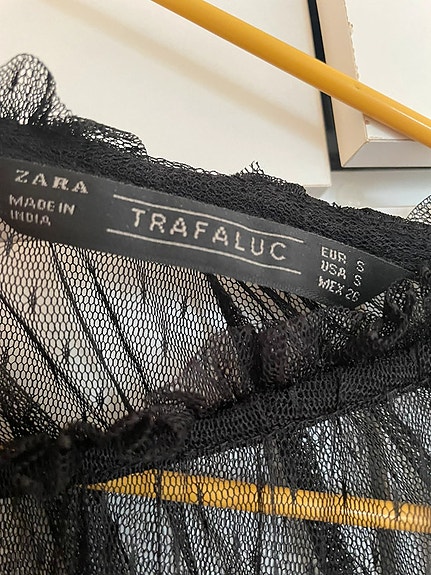 ZARA
MADE IN
INDIA
TRAFALUC
EUR S
USA S
MEX 26